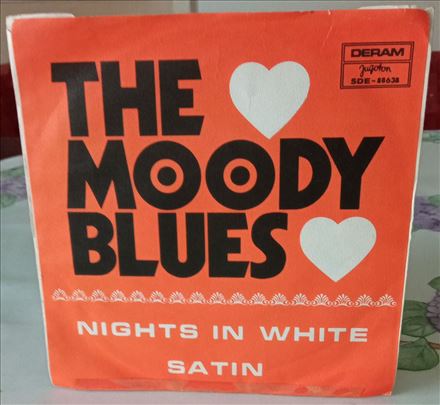 THE
MOODY
BLUES
DERAM
Jugoton
SDE-88638
NIGHTS IN WHITE
SATIN